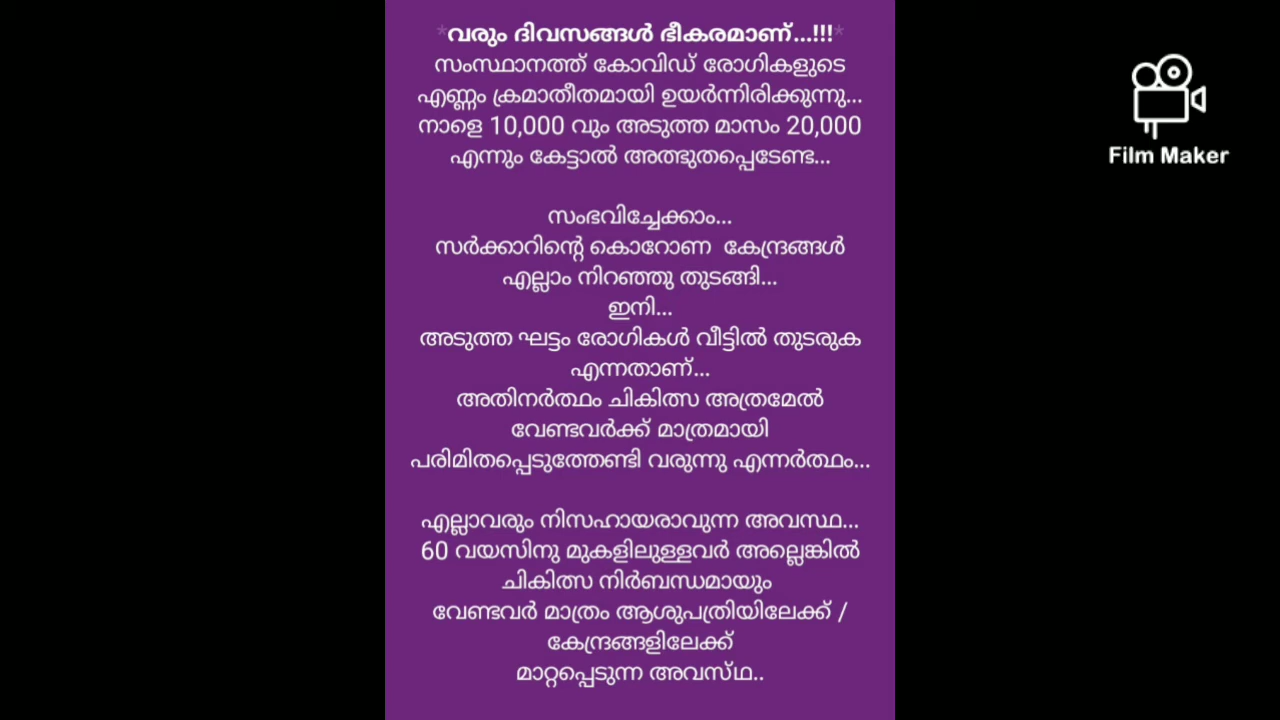 *വരും ദിവസങ്ങൾ ഭീകരമാണ്...!!!*
സംസ്ഥാനത്ത് കോവിഡ് രോഗികളുടെ
എണ്ണം ക്രമാതീതമായി ഉയർന്നിരിക്കുന്നു...
നാളെ 10,000 വും അടുത്ത മാസം 20,000
എന്നും കേട്ടാൽ അത്ഭുതപ്പെടേണ്ട...
സംഭവിച്ചേക്കാം...
സർക്കാറിന്റെ കൊറോണ കേന്ദ്രങ്ങൾ
എല്ലാം നിറഞ്ഞു തുടങ്ങി...
ഇനി...
അടുത്ത ഘട്ടം രോഗികൾ വീട്ടിൽ തുടരുക
എന്നതാണ്...
അതിനർത്ഥം ചികിത്സ അത്രമേൽ
വേണ്ടവർക്ക് മാത്രമായി
പരിമിതപ്പെടുത്തേണ്ടി വരുന്നു എന്നർത്ഥം...
എല്ലാവരും നിസഹായരാവുന്ന അവസ്ഥ...
60 വയസിനു മുകളിലുള്ളവർ അല്ലെങ്കിൽ
ചികിത്സ നിർബന്ധമായും
വേണ്ടവർ മാത്രം ആശുപത്രിയിലേക്ക് /
കേന്ദ്രങ്ങളിലേക്ക്
മാറ്റപ്പെടുന്ന അവസ്ഥ..
Film Maker